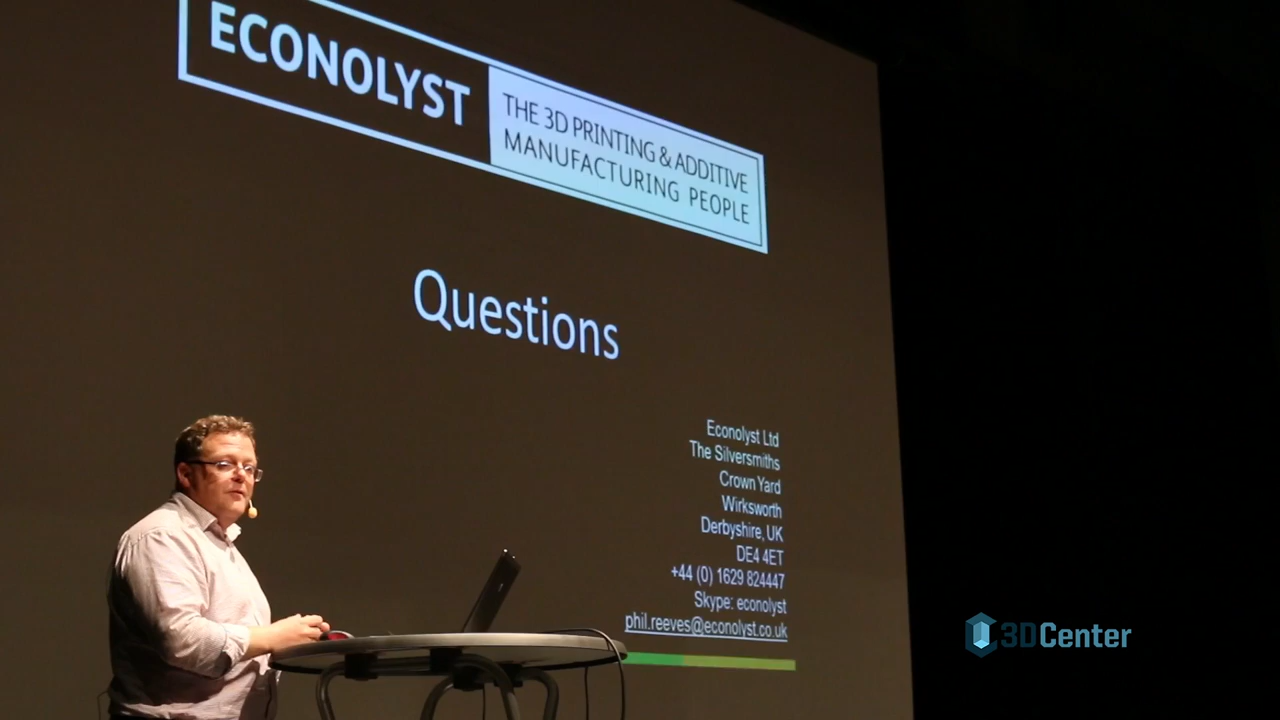 ECONOLYST
THE 3D PRINTING & ADDITIVE
MANUFACTURING PEOPLE
Questions
Econolyst Ltd
The Silversmiths
Crown Yard
Wirksworth
Derbyshire, UK
DE4 4ET
+44 (0) 1629 824447
Skype: econolyst
phil.reeves@econolyst.co.uk
3DCenter